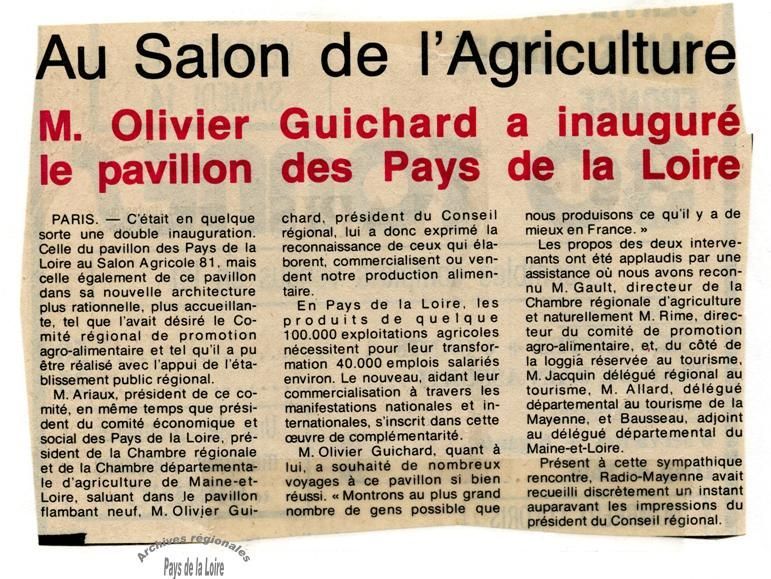 Au Salon de l'Agriculture
M. Olivier Guichard a inauguré
le pavillon des Pays de la Loire
PARIS. — C'était en quelque
sorte une double inauguration.
Celle du pavillon des Pays de la
Loire au Salon Agricole 81, mais
celle également de ce pavillon
dans sa nouvelle architecture
plus rationnelle, plus accueillan-
te, tel que l'avait désiré le Co-
mité régional de promotion
agro-alimentaire et tel qu'il a pu
être réalisé avec l'appui de l'éta-
blissement public régional.
M. Ariaux, président de ce co-
mité, en même temps que prési-
dent du comité économique et
social des Pays de la Loire, pré-
sident de la Chambre régionale
et de la Chambre départementa-
le d'agriculture de Maine-et-
Loire, saluant dans le pavillon
flambant neuf, M. Olivjer Gui-
chard, président du Conseil
régional, lui a donc exprimé la
reconnaissance de ceux qui éla-
borent, commercialisent ou ven-
dent notre production alimen-
taire.
En Pays de la Loire, les
produits de quelque
100.000 exploitations agricoles
nécessitent pour leur transfor-
mation 40.000 emplois salariés
environ. Le nouveau, aidant leur
commercialisation à travers les
manifestations nationales et in-
ternationales, s'inscrit dans cette
œuvre de complémentarité.
M. Olivier Guichard, quant à
lui, a souhaité de nombreux
voyages à ce pavillon si bien
réussi. « Montrons au plus grand
nombre de gens possible que
nous produisons ce qu'il y a de
mieux en France. »
Les propos des deux interve-
nants ont été applaudis par une
assistance où nous avons recon-
nu M. Gault, directeur de la
Chambre régionale d'agriculture
et naturellement M. Rime, direc-
teur du comité de promotion
agro-alimentaire, et, du côté de
la loggia réservée au tourisme,
M. Jacquin délégué régional au
tourisme, M. Allard, délégué
départemental au tourisme de la
Mayenne, et Bausseau, adjoint
au délégué départemental du
Maine-et-Loire.
Présent à cette sympathique
rencontre, Radio-Mayenne avait
recueilli discrètement un instant
auparavant les impressions du
président du Conseil régional.
Archives régionales
Pays de la Loire